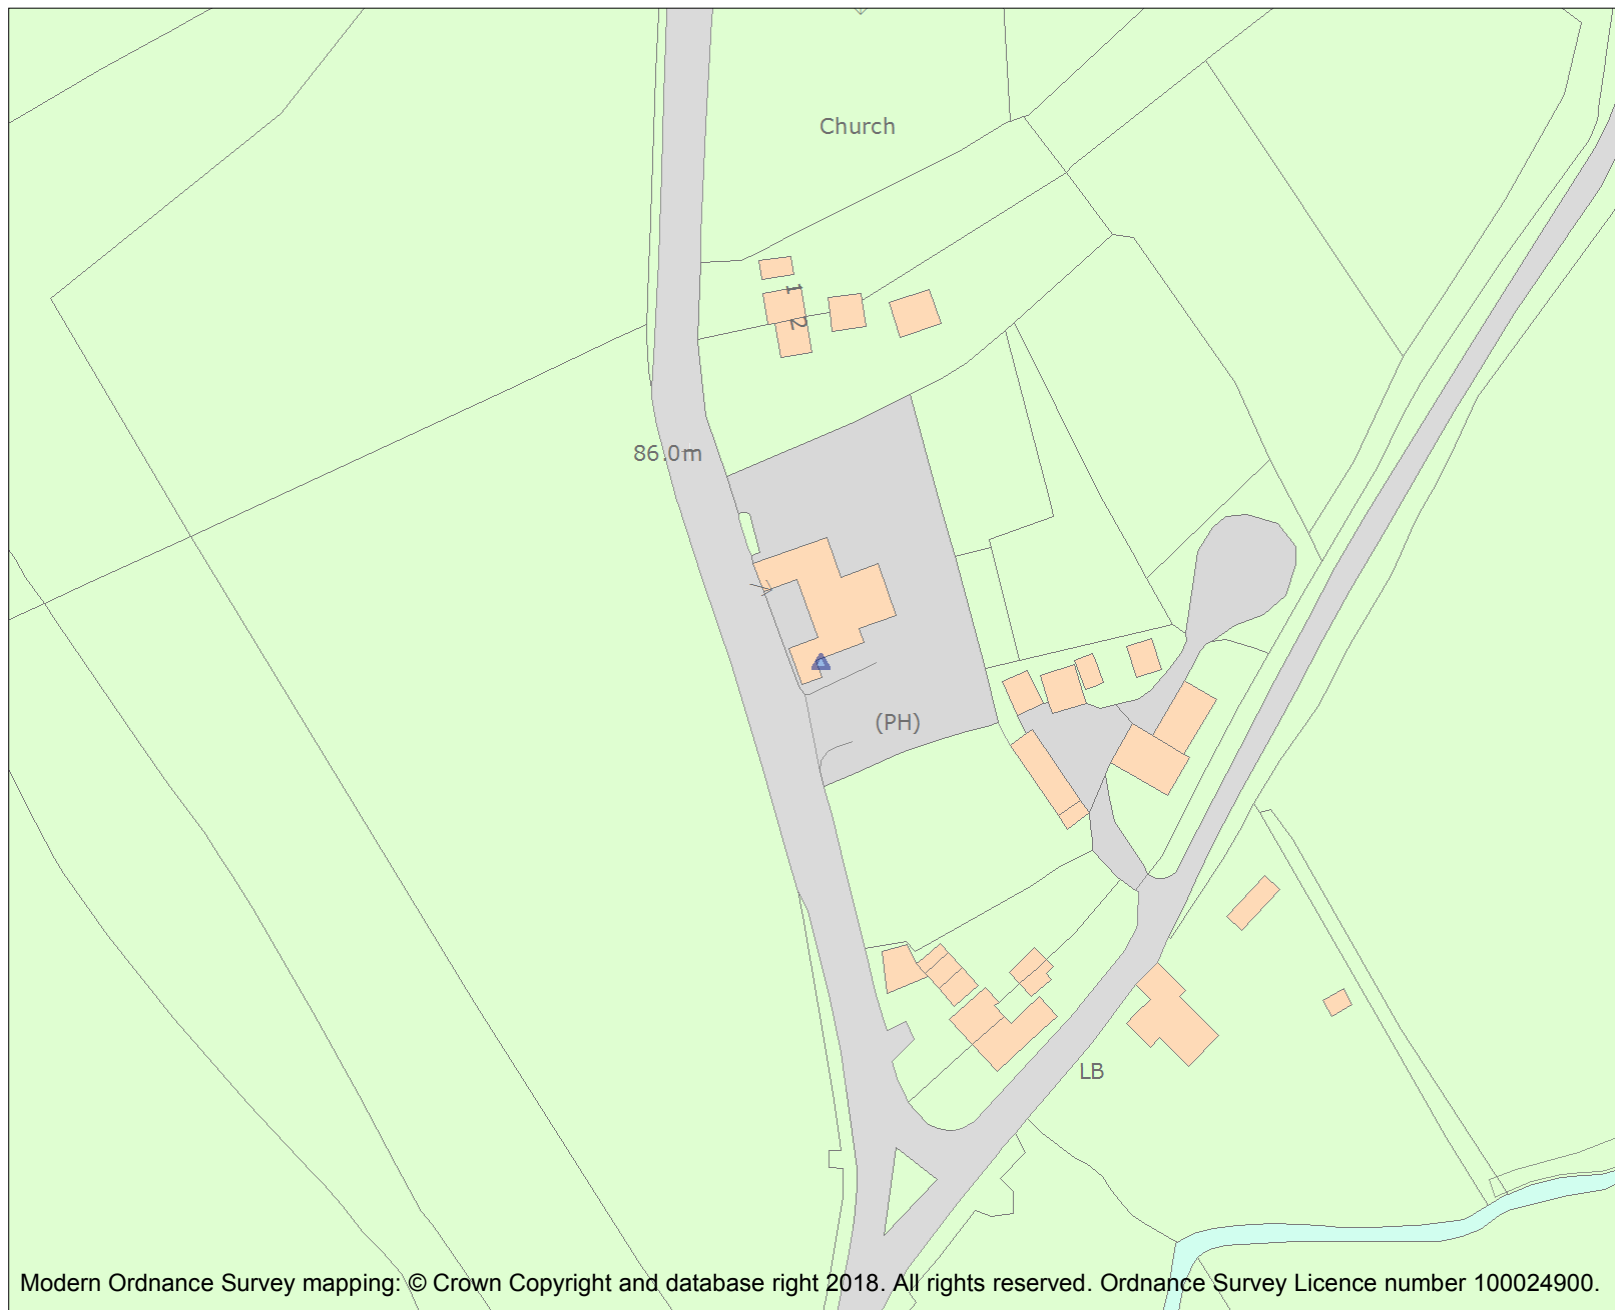 Church
1
2
86.0m
(PH)
LB
Modern Ordnance Survey mapping: © Crown Copyright and database right 2018. All rights reserved. Ordnance Survey Licence number 100024900.